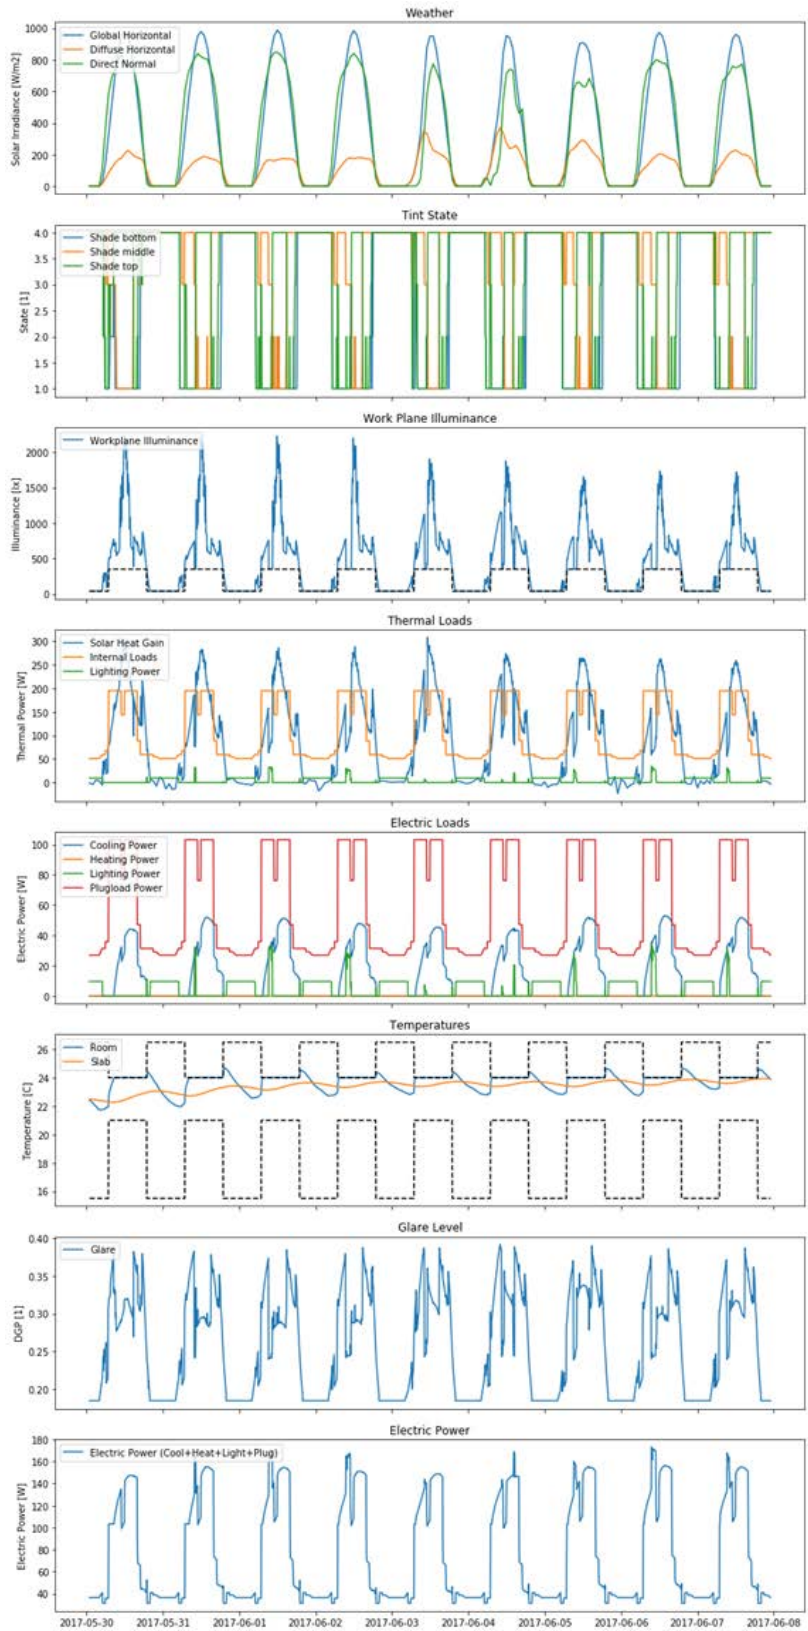 Weather
Solar Irradiance [W/m2]
1000
800
600
400
200
0
Global Horizontal
Diffuse Horizontal
Direct Normal
Tint State
State [1]
4.0
3.5
3.0
2.5
2.0
1.5
1.0
Shade bottom
Shade middle
Shade top
Work Plane Illuminance
Illuminance [lx]
2000
1500
1000
500
0
Workplane Illuminance
Thermal Loads
Thermal Power [W]
300
250
200
150
100
50
0
Solar Heat Gain
Internal Loads
Lighting Power
Electric Loads
Electric Power [W]
100
80
60
40
20
0
Cooling Power
Heating Power
Lighting Power
Plugload Power
Temperatures
Temperature [C]
26
24
22
20
18
16
Room
Slab
Glare Level
DGP [1]
0.40
0.35
0.30
0.25
0.20
Glare
Electric Power
Electric Power [W]
180
160
140
120
100
80
60
40
Electric Power (Cool+Heat+Light+Plug)
2017-05-30 2017-05-31 2017-06-01 2017-06-02 2017-06-03 2017-06-04 2017-06-05 2017-06-06 2017-06-07 2017-06-08